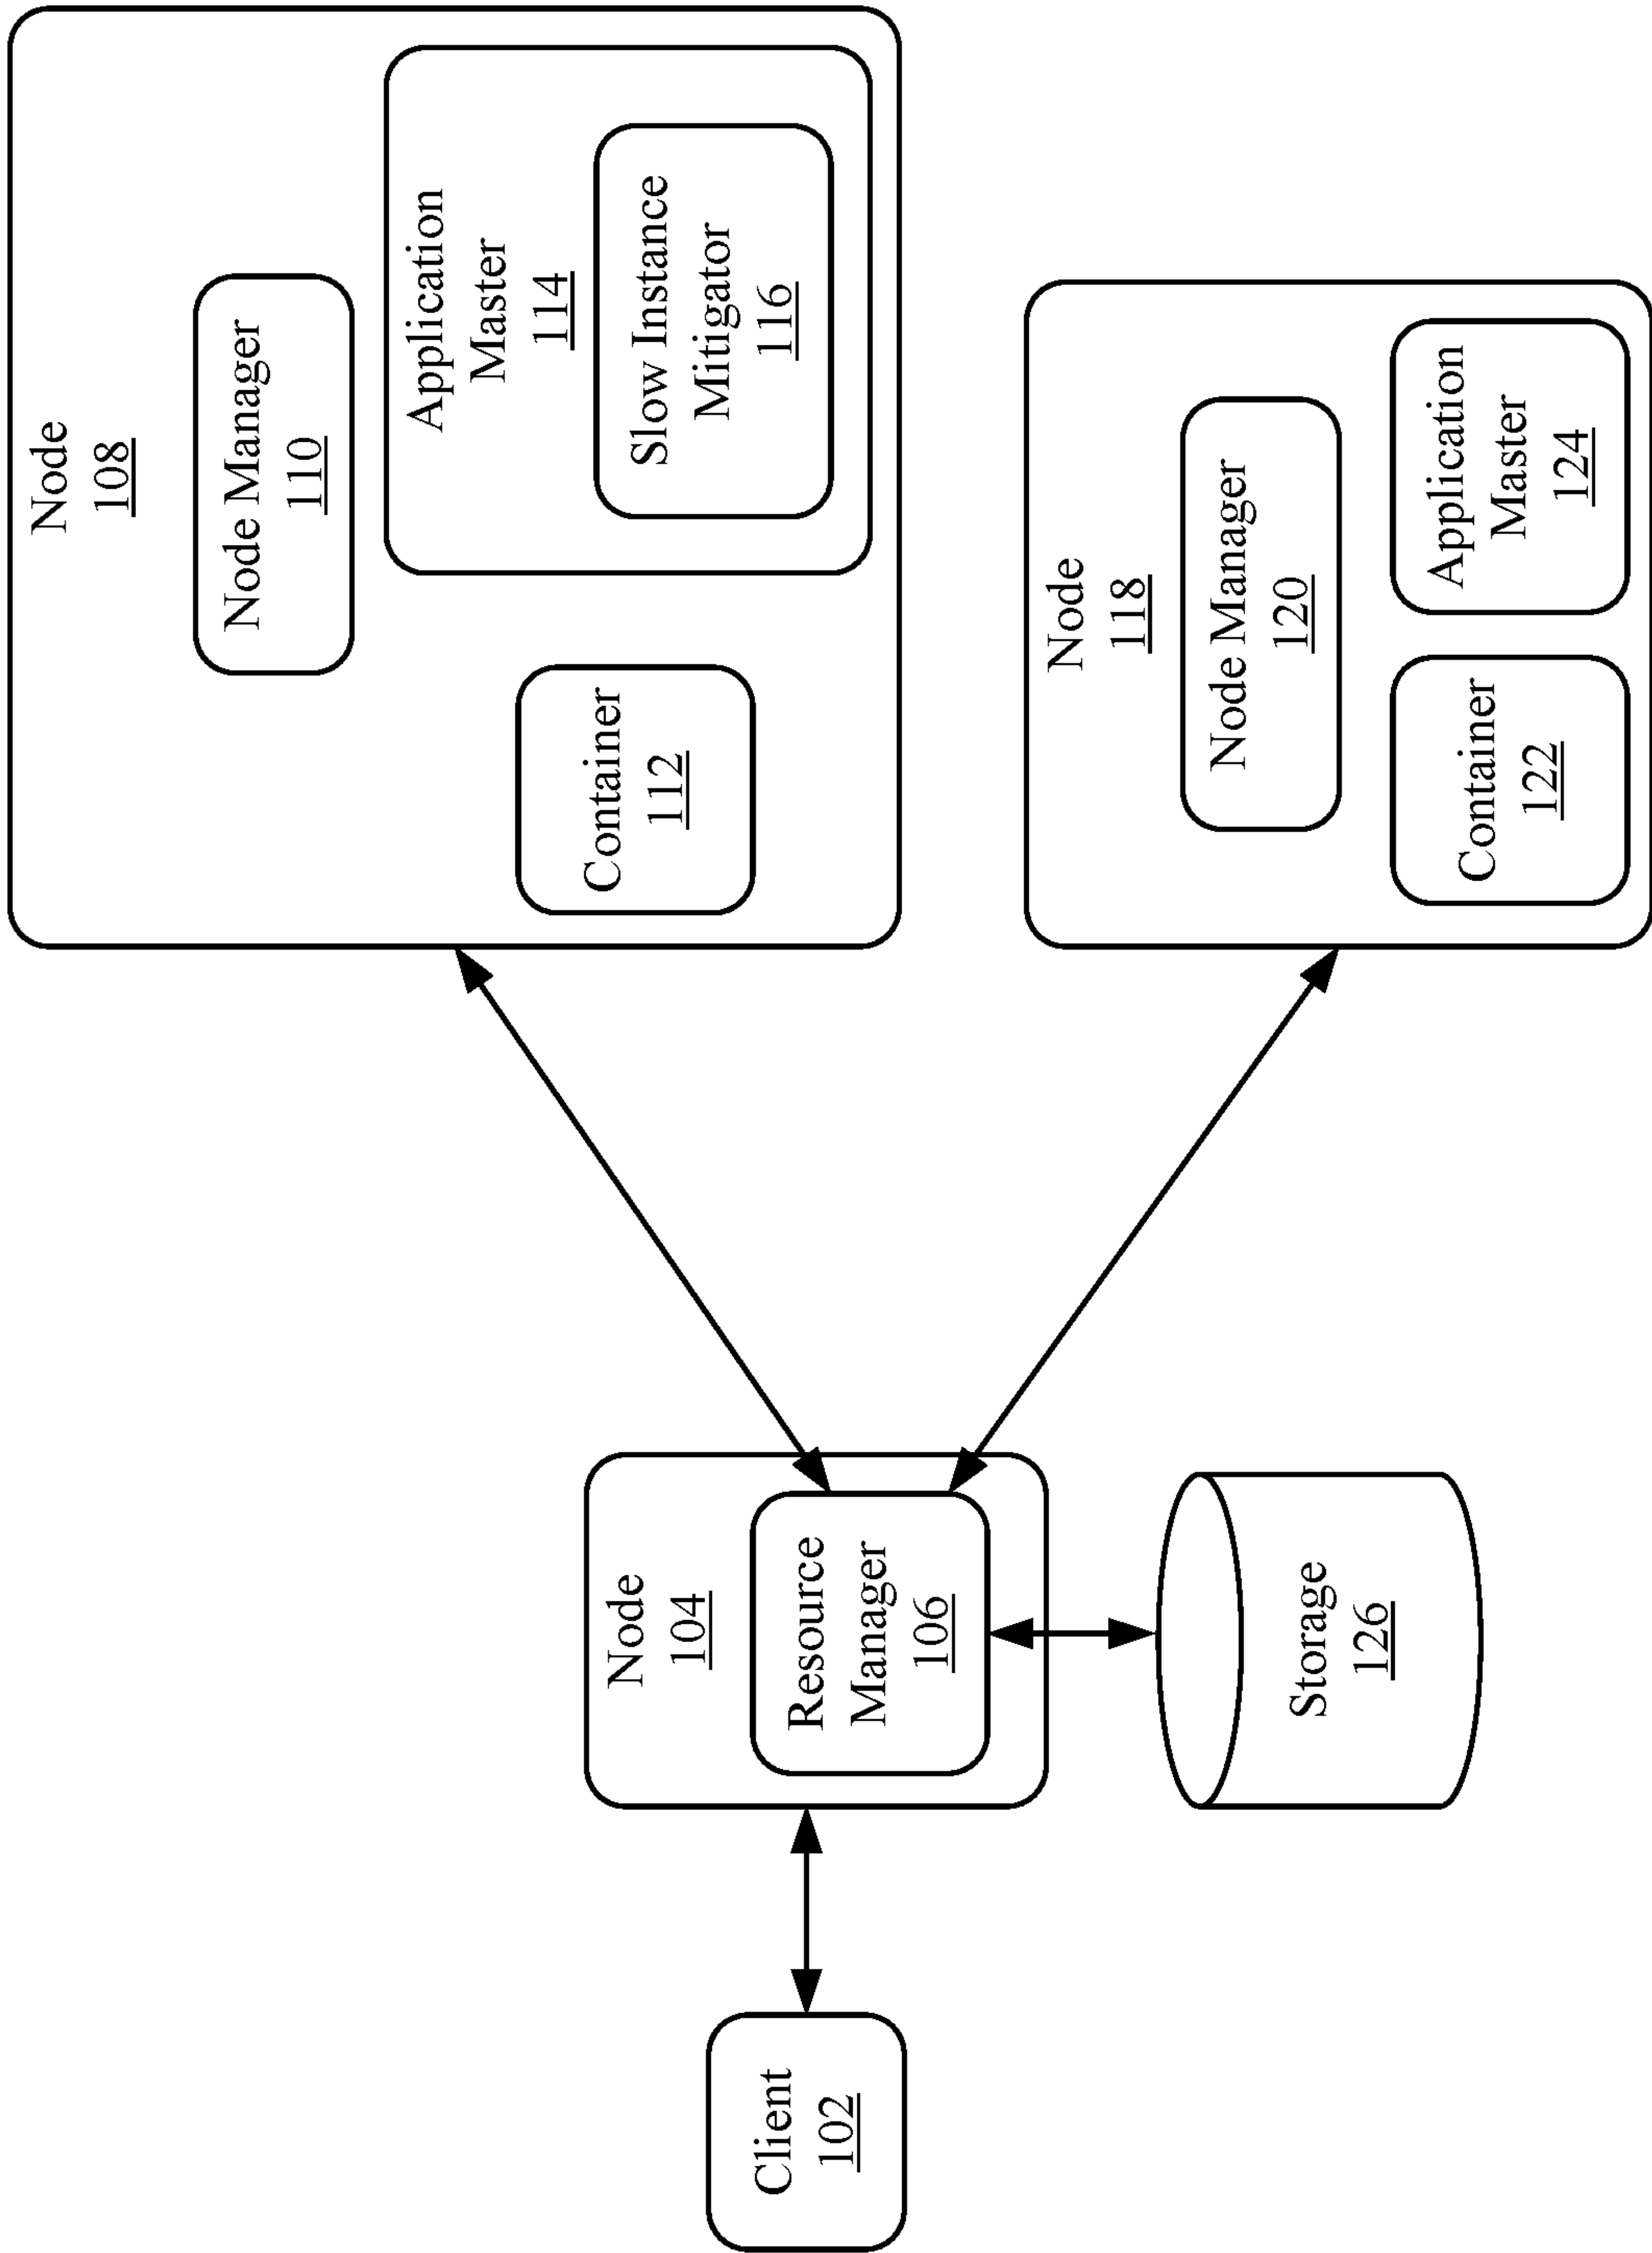 Client
102
Node
104
Resource
Manager
106
Storage
126
Node
108
Node Manager
110
Container
112
Application
Master
114
Slow Instance
Mitigator
116
Node
118
Node Manager
120
Container
122
Application
Master
124